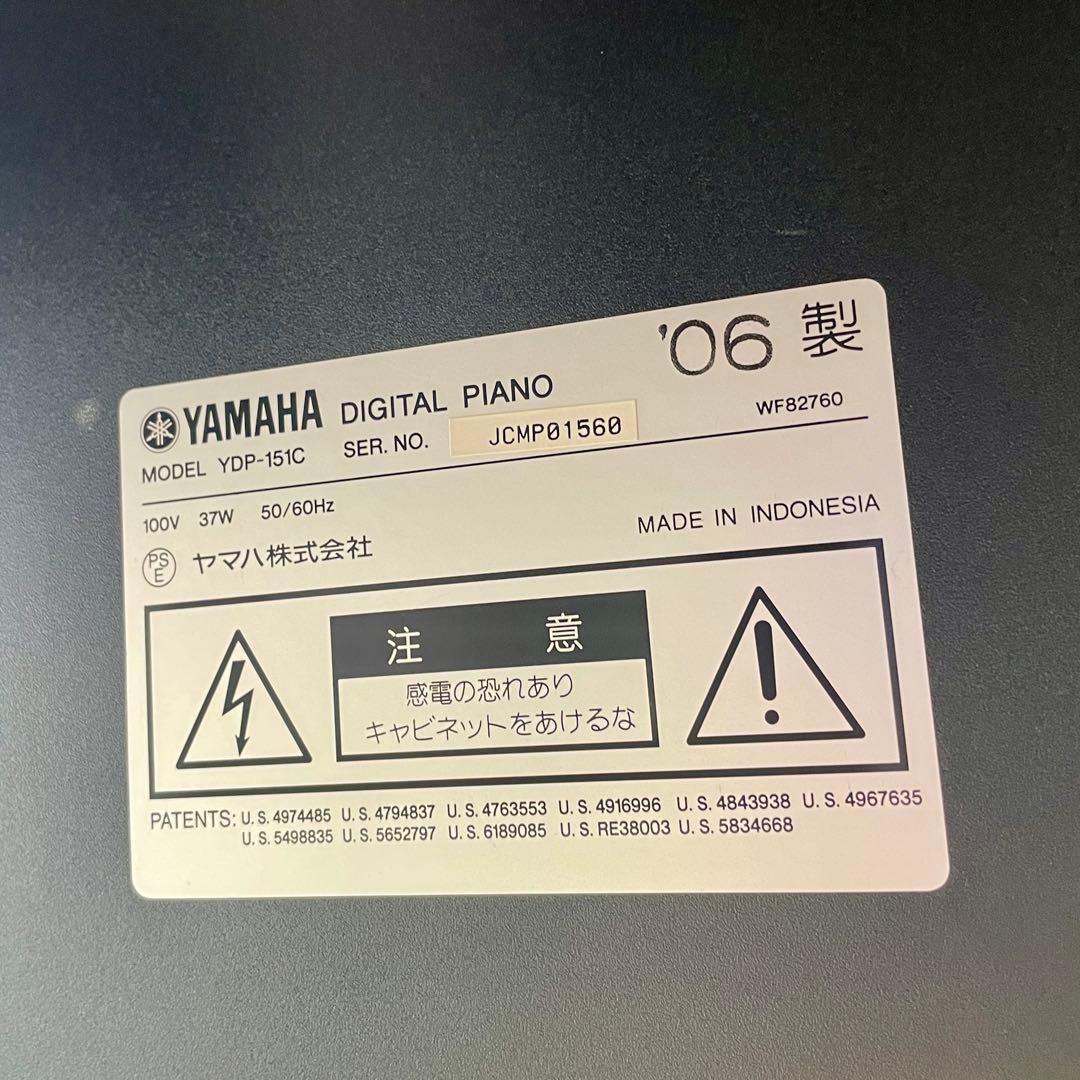 '06 製
YAMAHA DIGITAL PIANO
MODEL YDP-151C SER. NO. JCMP01560 WF82760
100V 37W 50/60Hz MADE IN INDONESIA
PS E ヤマハ株式会社
注 意
感電の恐れあり
キャビネットをあけるな
PATENTS: U.S. 4974485 U.S. 4794837 U.S. 4763553 U.S. 4916996 U.S. 4843938 U.S. 4967635
U.S. 5498835 U.S. 5652797 U.S. 6189085 U.S. RE38003 U.S. 5834668